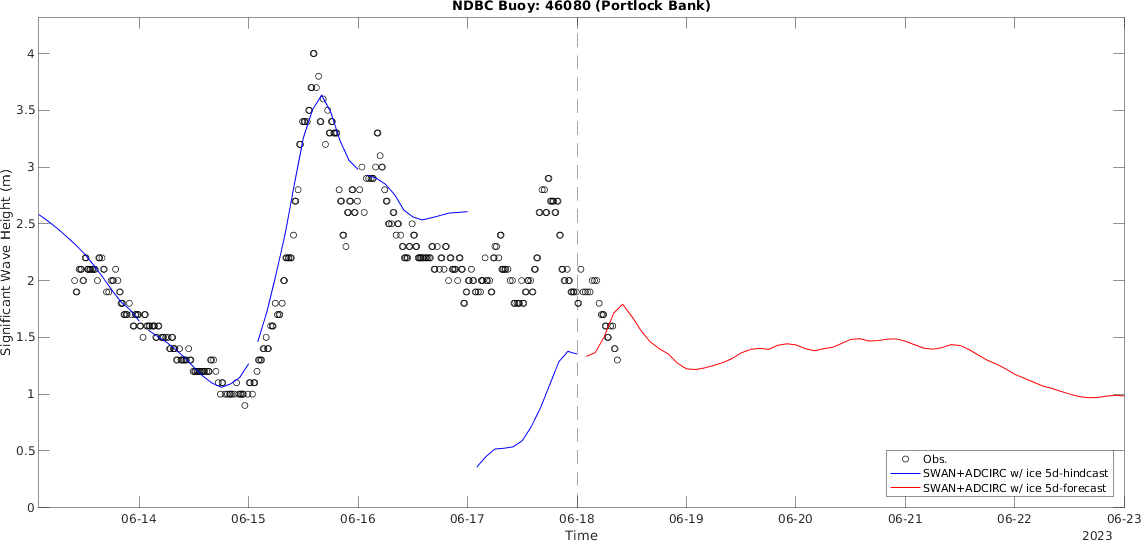 NDBC Buoy: 46080 (Portlock Bank)
Significant Wave Height (m)
4
3.5
3
2.5
2
1.5
1
0.5
0
Obs.
SWAN+ADCIRC w/ ice 5d-hindcast
SWAN+ADCIRC w/ ice 5d-forecast
06-14 06-15 06-16 06-17 06-18 06-19 06-20 06-21 06-22 06-23
Time
2023